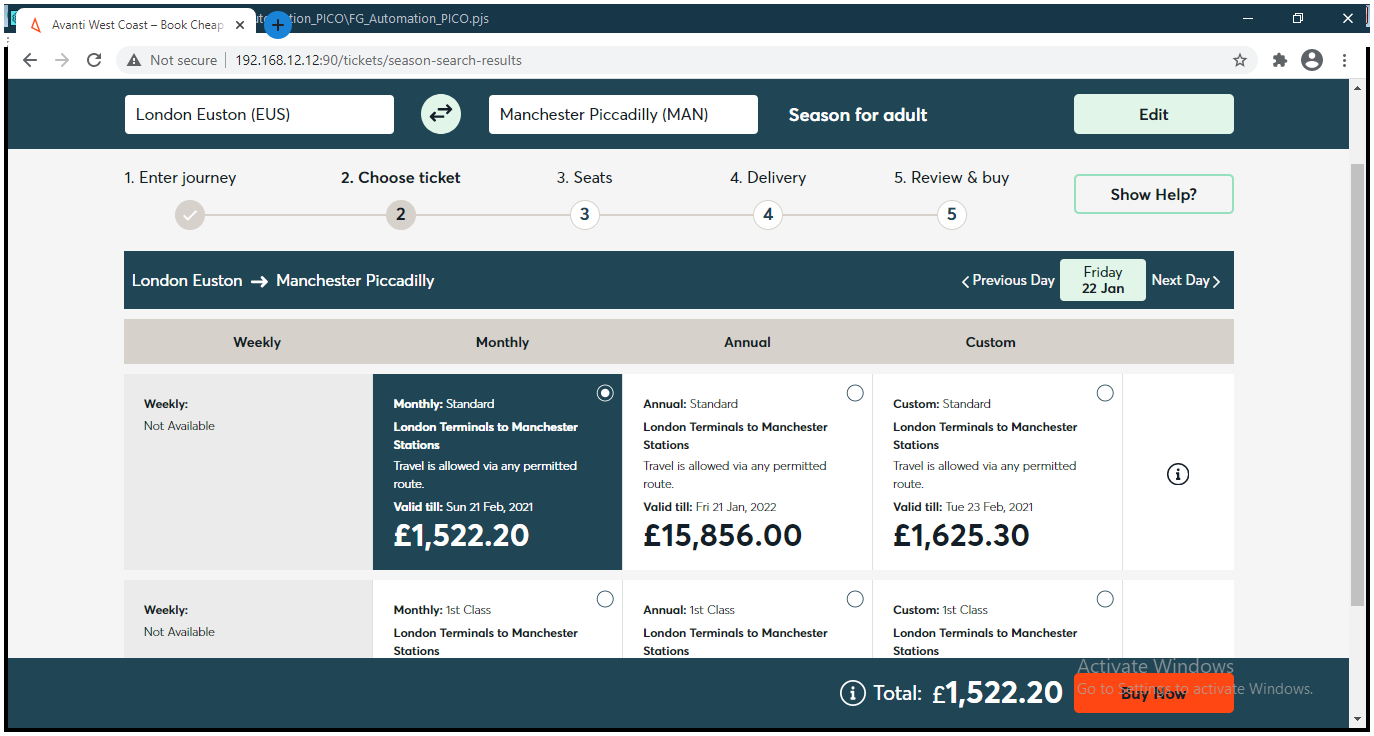 utomation_PICO\FG_Automation_PICO.pjs
Avanti West Coast – Book Cheap
Not secure
192.168.12.12:90/tickets/season-search-results
London Euston (EUS)
Manchester Piccadilly (MAN)
Season for adult
Edit
1. Enter journey
2. Choose ticket
3. Seats
4. Delivery
5. Review & buy
2
3
4
5
Show Help?
London Euston → Manchester Piccadilly
Previous Day
Friday
22 Jan
Next Day
Weekly
Monthly
Annual
Custom
Weekly:
Not Available
Monthly: Standard
London Terminals to Manchester
Stations
Travel is allowed via any permitted
route.
Valid till: Sun 21 Feb, 2021
£1,522.20
Annual: Standard
London Terminals to Manchester
Stations
Travel is allowed via any permitted
route.
Valid till: Fri 21 Jan, 2022
£15,856.00
Custom: Standard
London Terminals to Manchester
Stations
Travel is allowed via any permitted
route.
Valid till: Tue 23 Feb, 2021
£1,625.30
Weekly:
Not Available
Monthly: 1st Class
London Terminals to Manchester
Stations
Annual: 1st Class
London Terminals to Manchester
Stations
Custom: 1st Class
London Terminals to Manchester
Stations
Total: £1,522.20
Buy Now
Activate Windows
Go to Settings to activate Windows.